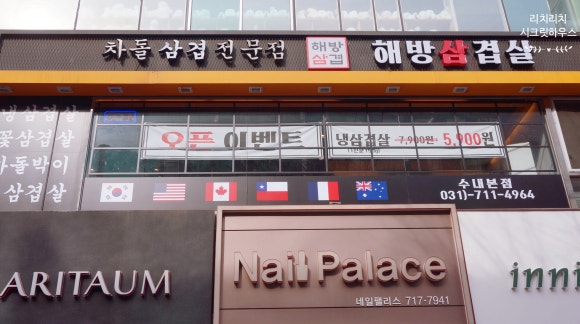 리치리치
시크릿하우스
차돌삼겹전문점 해방삼겹 해방삼겹살
냉삼겹살
꽃삼겹살
차돌박이
삼겹살
오픈 이벤트 냉삼겹살 7,900원 5,900원
수내본점
031)-711-4964
ARITAUM
Nail Palace
네일팰리스 717-7941
inni